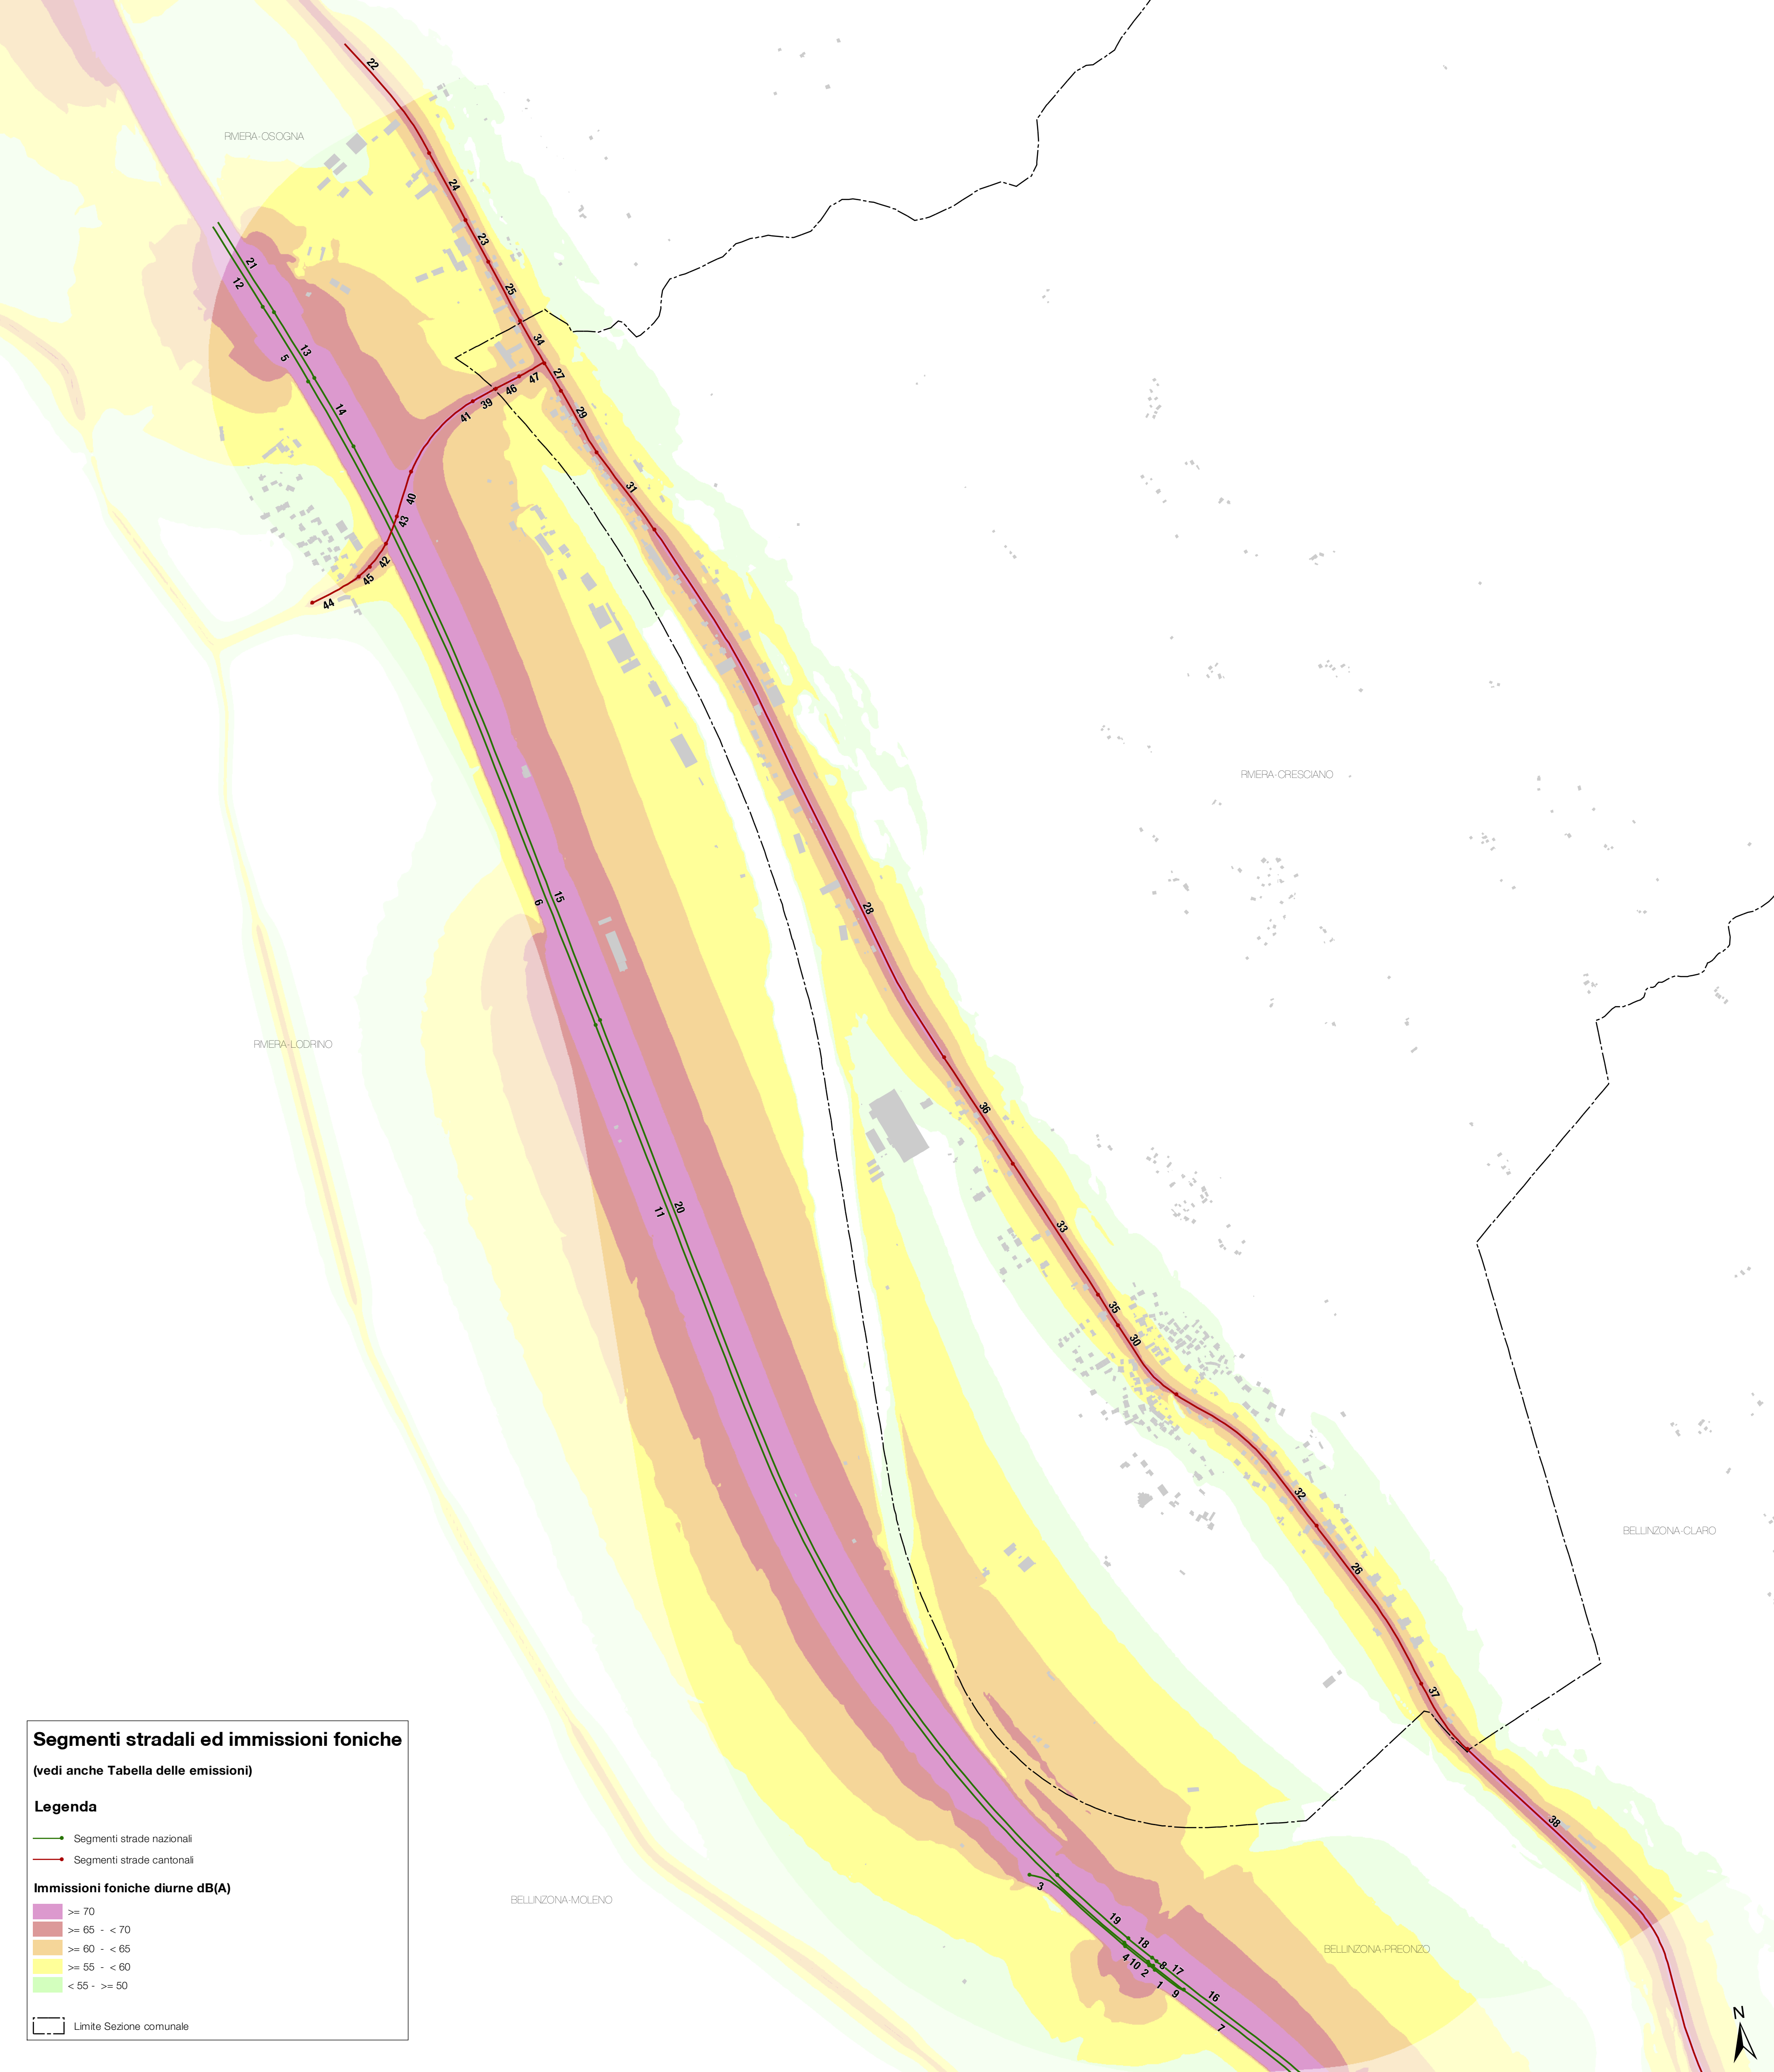 22
RIVIERA-OSOGNA
24
23
21
12
25
13
5
34
27
47
46
39
41
29
14
31
40
43
42
45
44
RIVIERA-CRESCIANO
15
6
28
RIVIERA-LODRINO
36
20
11
33
35
30
32
BELLINZONA-CLARO
26
37
38
3
BELLINZONA-MOLENO
19
18
BELLINZONA-PREONZO
4
10
2
8
17
1
9
16
7
Segmenti stradali ed immissioni foniche
(vedi anche Tabella delle emissioni)
Legenda
Segmenti strade nazionali
Segmenti strade cantonali
Immissioni foniche diurne dB(A)
>= 70
>= 65 - < 70
>= 60 - < 65
>= 55 - < 60
< 55 - >= 50
Limite Sezione comunale
N